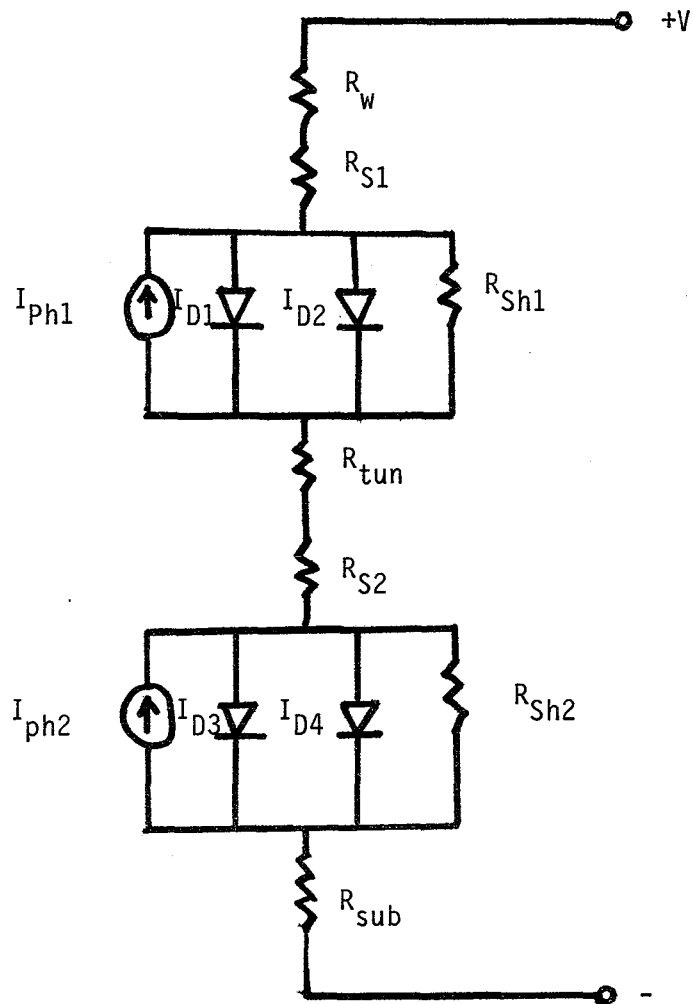 +V
R_w
R_S1
I_Ph1 I_D1 I_D2 R_Sh1
R_tun
R_S2
I_ph2 I_D3 I_D4 R_Sh2
R_sub
-